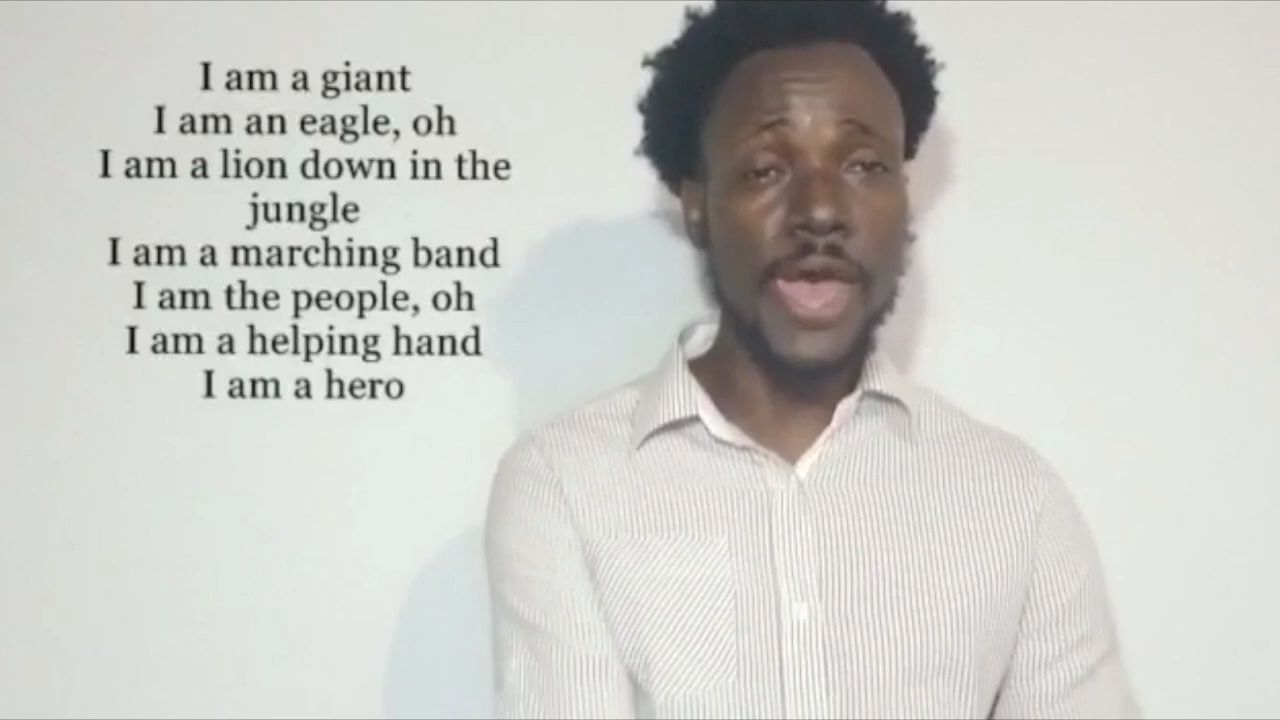 I am a giant
I am an eagle, oh
I am a lion down in the
jungle
I am a marching band
I am the people, oh
I am a helping hand
I am a hero